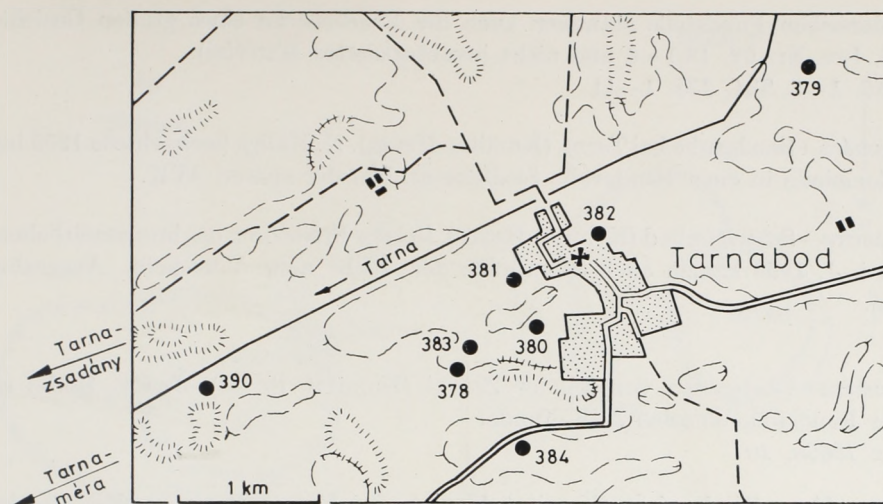 379
382
Tarnabod
Tarna
381
380
383
378
390
384
Tarna-
zsadány
Tarna-
méra
1 km